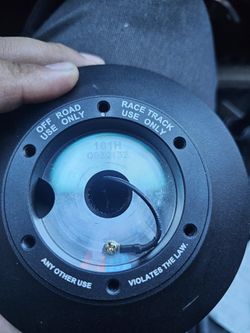 OFF ROAD
USE ONLY
RACE TRACK
USE ONLY
161H
ANY OTHER USE
VIOLATES THE LAW.